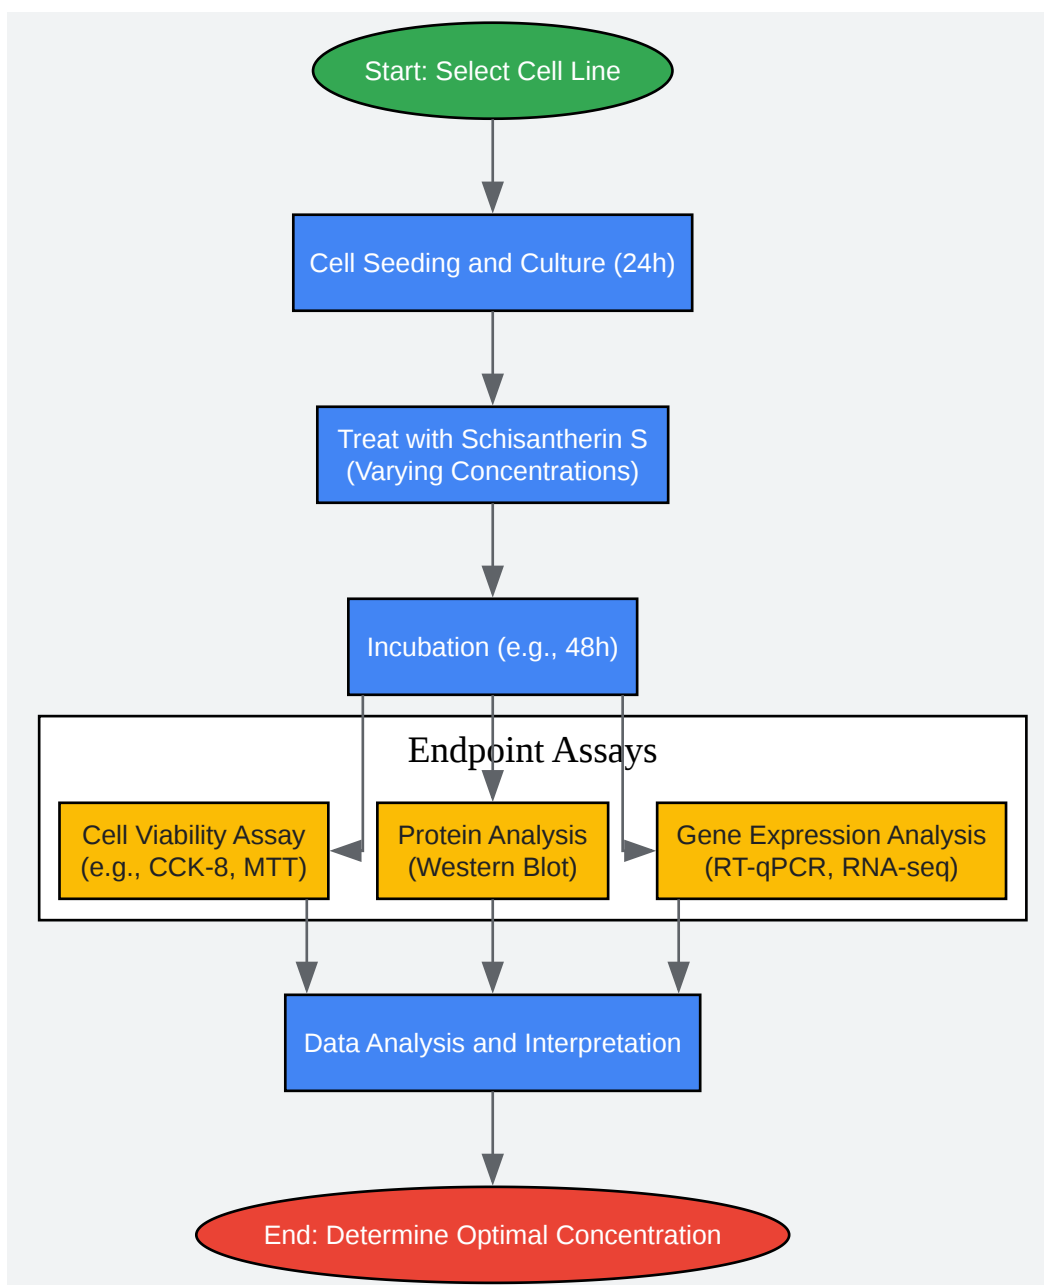 Start: Select Cell Line
Cell Seeding and Culture (24h)
Treat with Schisantherin S
(Varying Concentrations)
Incubation (e.g., 48h)
Endpoint Assays
Cell Viability Assay
(e.g., CCK-8, MTT)
Protein Analysis
(Western Blot)
Gene Expression Analysis
(RT-qPCR, RNA-seq)
Data Analysis and Interpretation
End: Determine Optimal Concentration